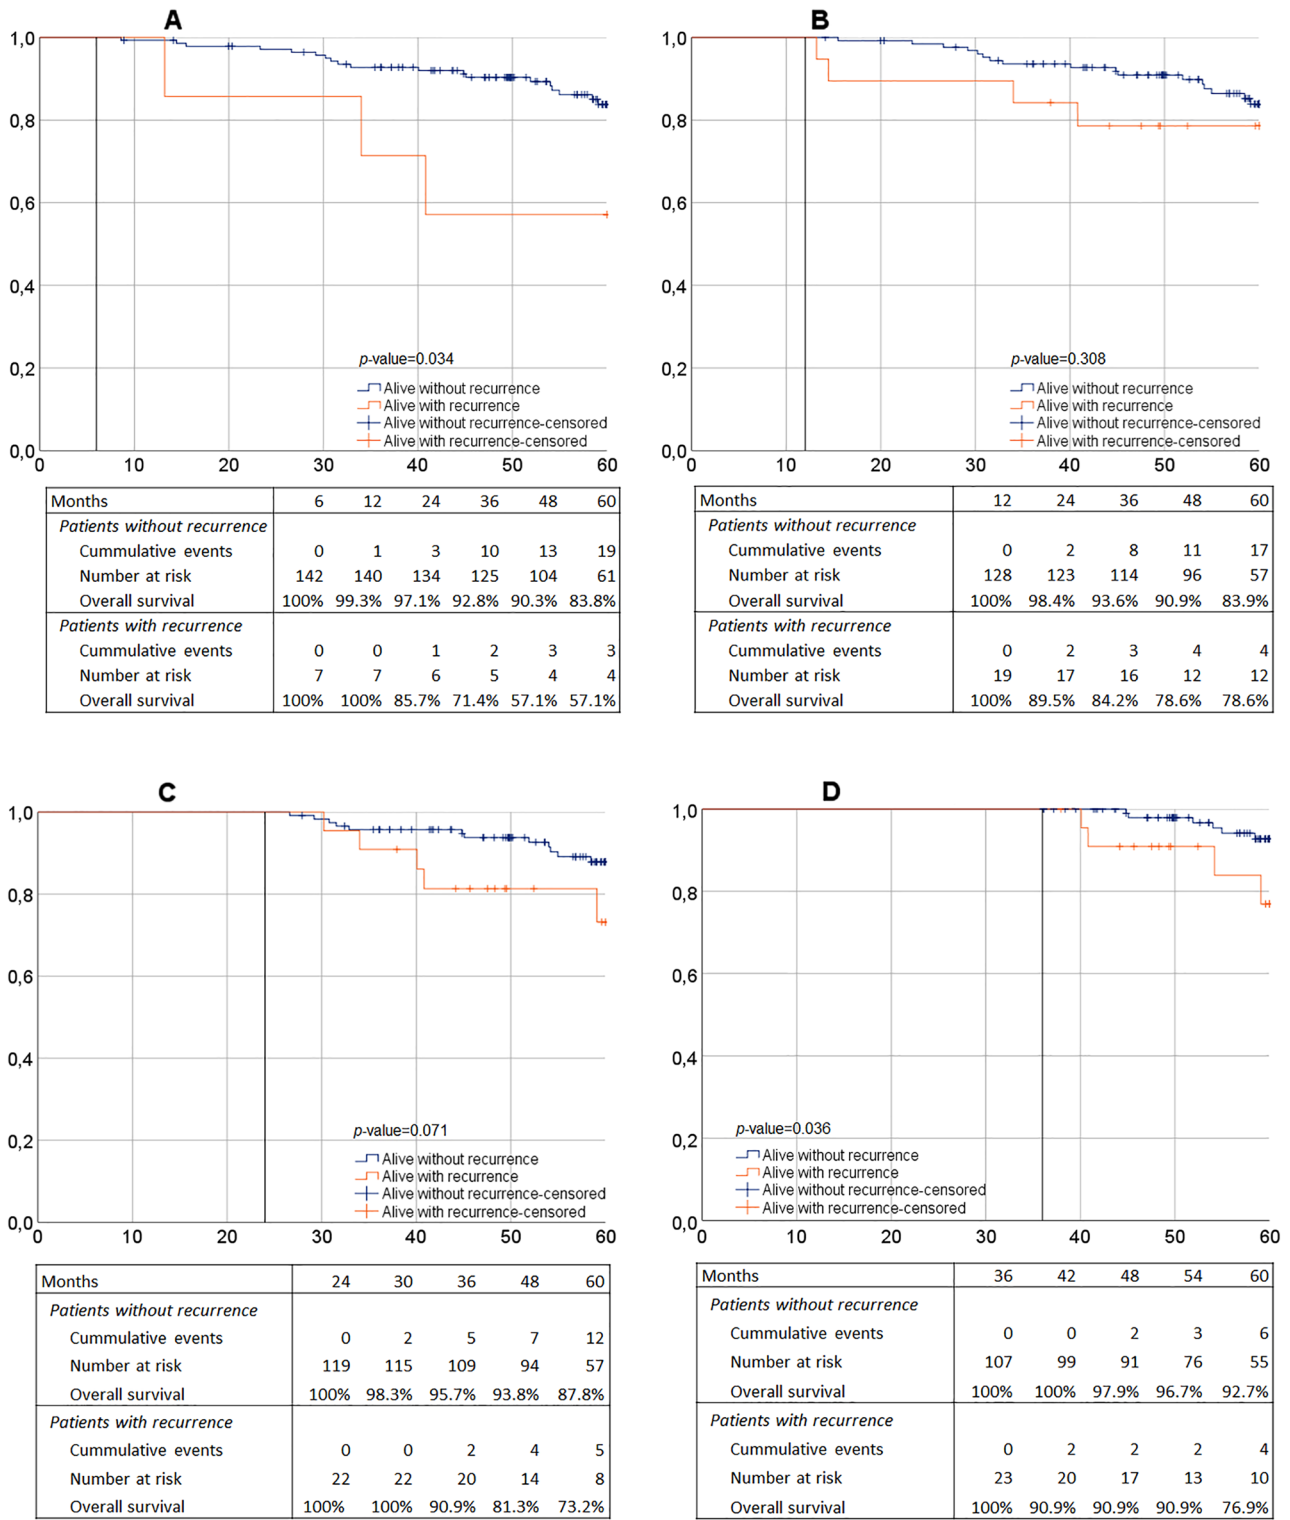 A
1,0
0,8
0,6
0,4
0,2
0,0
0 10 20 30 40 50 60
p-value=0.034
Alive without recurrence
Alive with recurrence
Alive without recurrence-censored
Alive with recurrence-censored
Months 6 12 24 36 48 60
Patients without recurrence
Cummulative events 0 1 3 10 13 19
Number at risk 142 140 134 125 104 61
Overall survival 100% 99.3% 97.1% 92.8% 90.3% 83.8%
Patients with recurrence
Cummulative events 0 0 1 2 3 3
Number at risk 7 7 6 5 4 4
Overall survival 100% 100% 85.7% 71.4% 57.1% 57.1%
B
1,0
0,8
0,6
0,4
0,2
0,0
0 10 20 30 40 50 60
p-value=0.308
Alive without recurrence
Alive with recurrence
Alive without recurrence-censored
Alive with recurrence-censored
Months 12 24 36 48 60
Patients without recurrence
Cummulative events 0 2 8 11 17
Number at risk 128 123 114 96 57
Overall survival 100% 98.4% 93.6% 90.9% 83.9%
Patients with recurrence
Cummulative events 0 2 3 4 4
Number at risk 19 17 16 12 12
Overall survival 100% 89.5% 84.2% 78.6% 78.6%
C
1,0
0,8
0,6
0,4
0,2
0,0
0 10 20 30 40 50 60
p-value=0.071
Alive without recurrence
Alive with recurrence
Alive without recurrence-censored
Alive with recurrence-censored
Months 24 30 36 48 60
Patients without recurrence
Cummulative events 0 2 5 7 12
Number at risk 119 115 109 94 57
Overall survival 100% 98.3% 95.7% 93.8% 87.8%
Patients with recurrence
Cummulative events 0 0 2 4 5
Number at risk 22 22 20 14 8
Overall survival 100% 100% 90.9% 81.3% 73.2%
D
1,0
0,8
0,6
0,4
0,2
0,0
0 10 20 30 40 50 60
p-value=0.036
Alive without recurrence
Alive with recurrence
Alive without recurrence-censored
Alive with recurrence-censored
Months 36 42 48 54 60
Patients without recurrence
Cummulative events 0 0 2 3 6
Number at risk 107 99 91 76 55
Overall survival 100% 100% 97.9% 96.7% 92.7%
Patients with recurrence
Cummulative events 0 2 2 2 4
Number at risk 23 20 17 13 10
Overall survival 100% 90.9% 90.9% 90.9% 76.9%